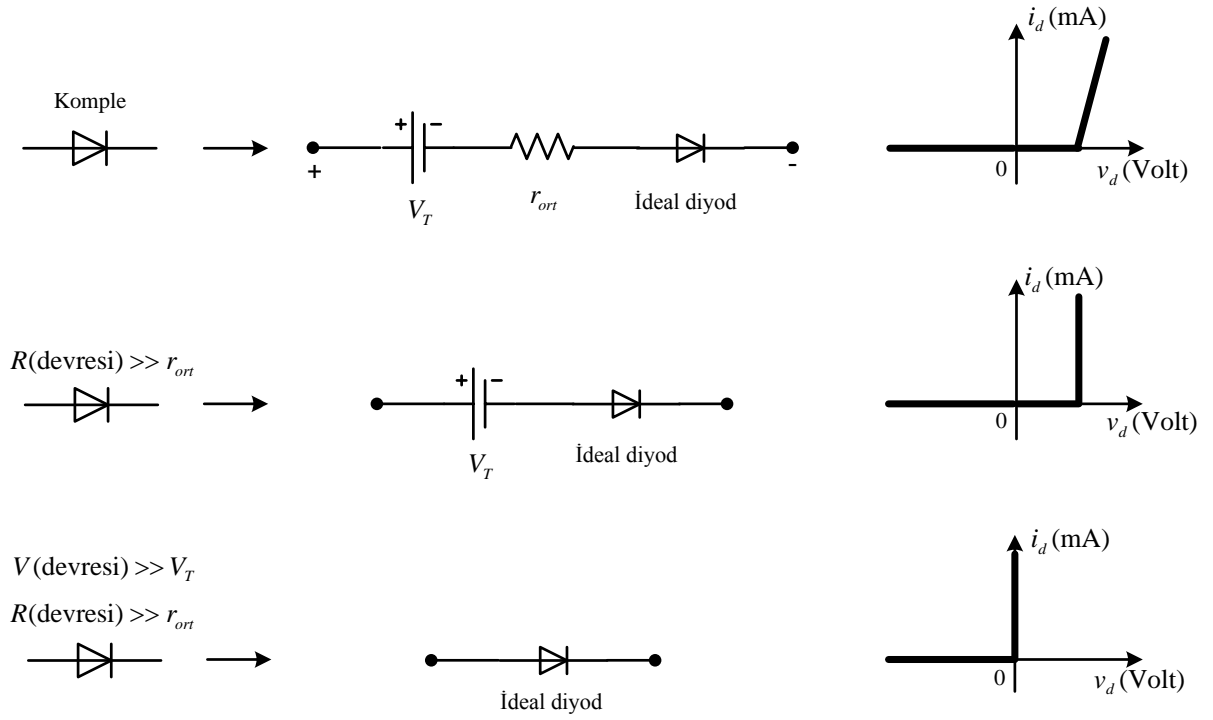 Komple
+ -
+ -
V_T
r_ort
İdeal diyod
i_d (mA)
0
v_d (Volt)
R(devresi) >> r_ort
+ -
V_T
İdeal diyod
i_d (mA)
0
v_d (Volt)
V(devresi) >> V_T
R(devresi) >> r_ort
İdeal diyod
i_d (mA)
0
v_d (Volt)